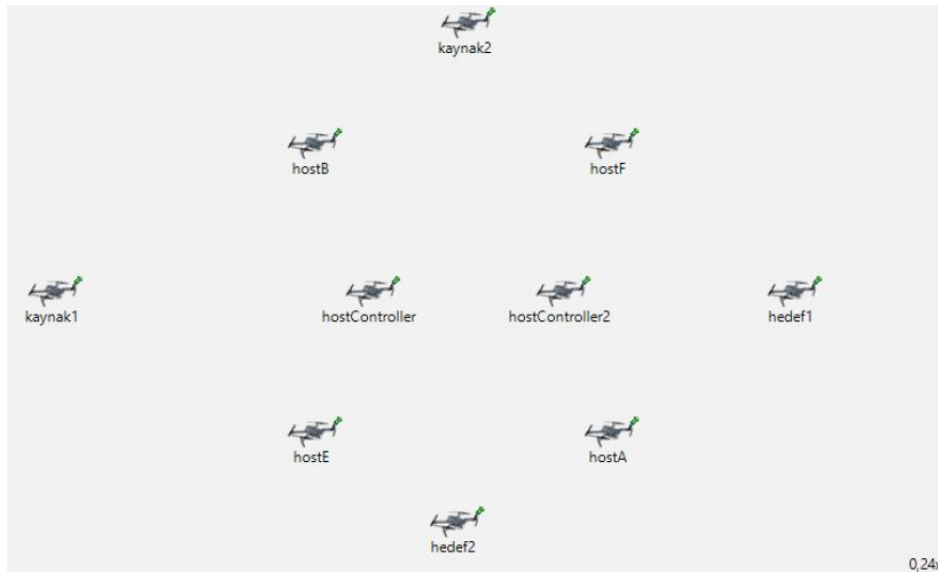 kaynak2
hostB
hostF
kaynak1
hostController
hostController2
hedef1
hostE
hostA
hedef2